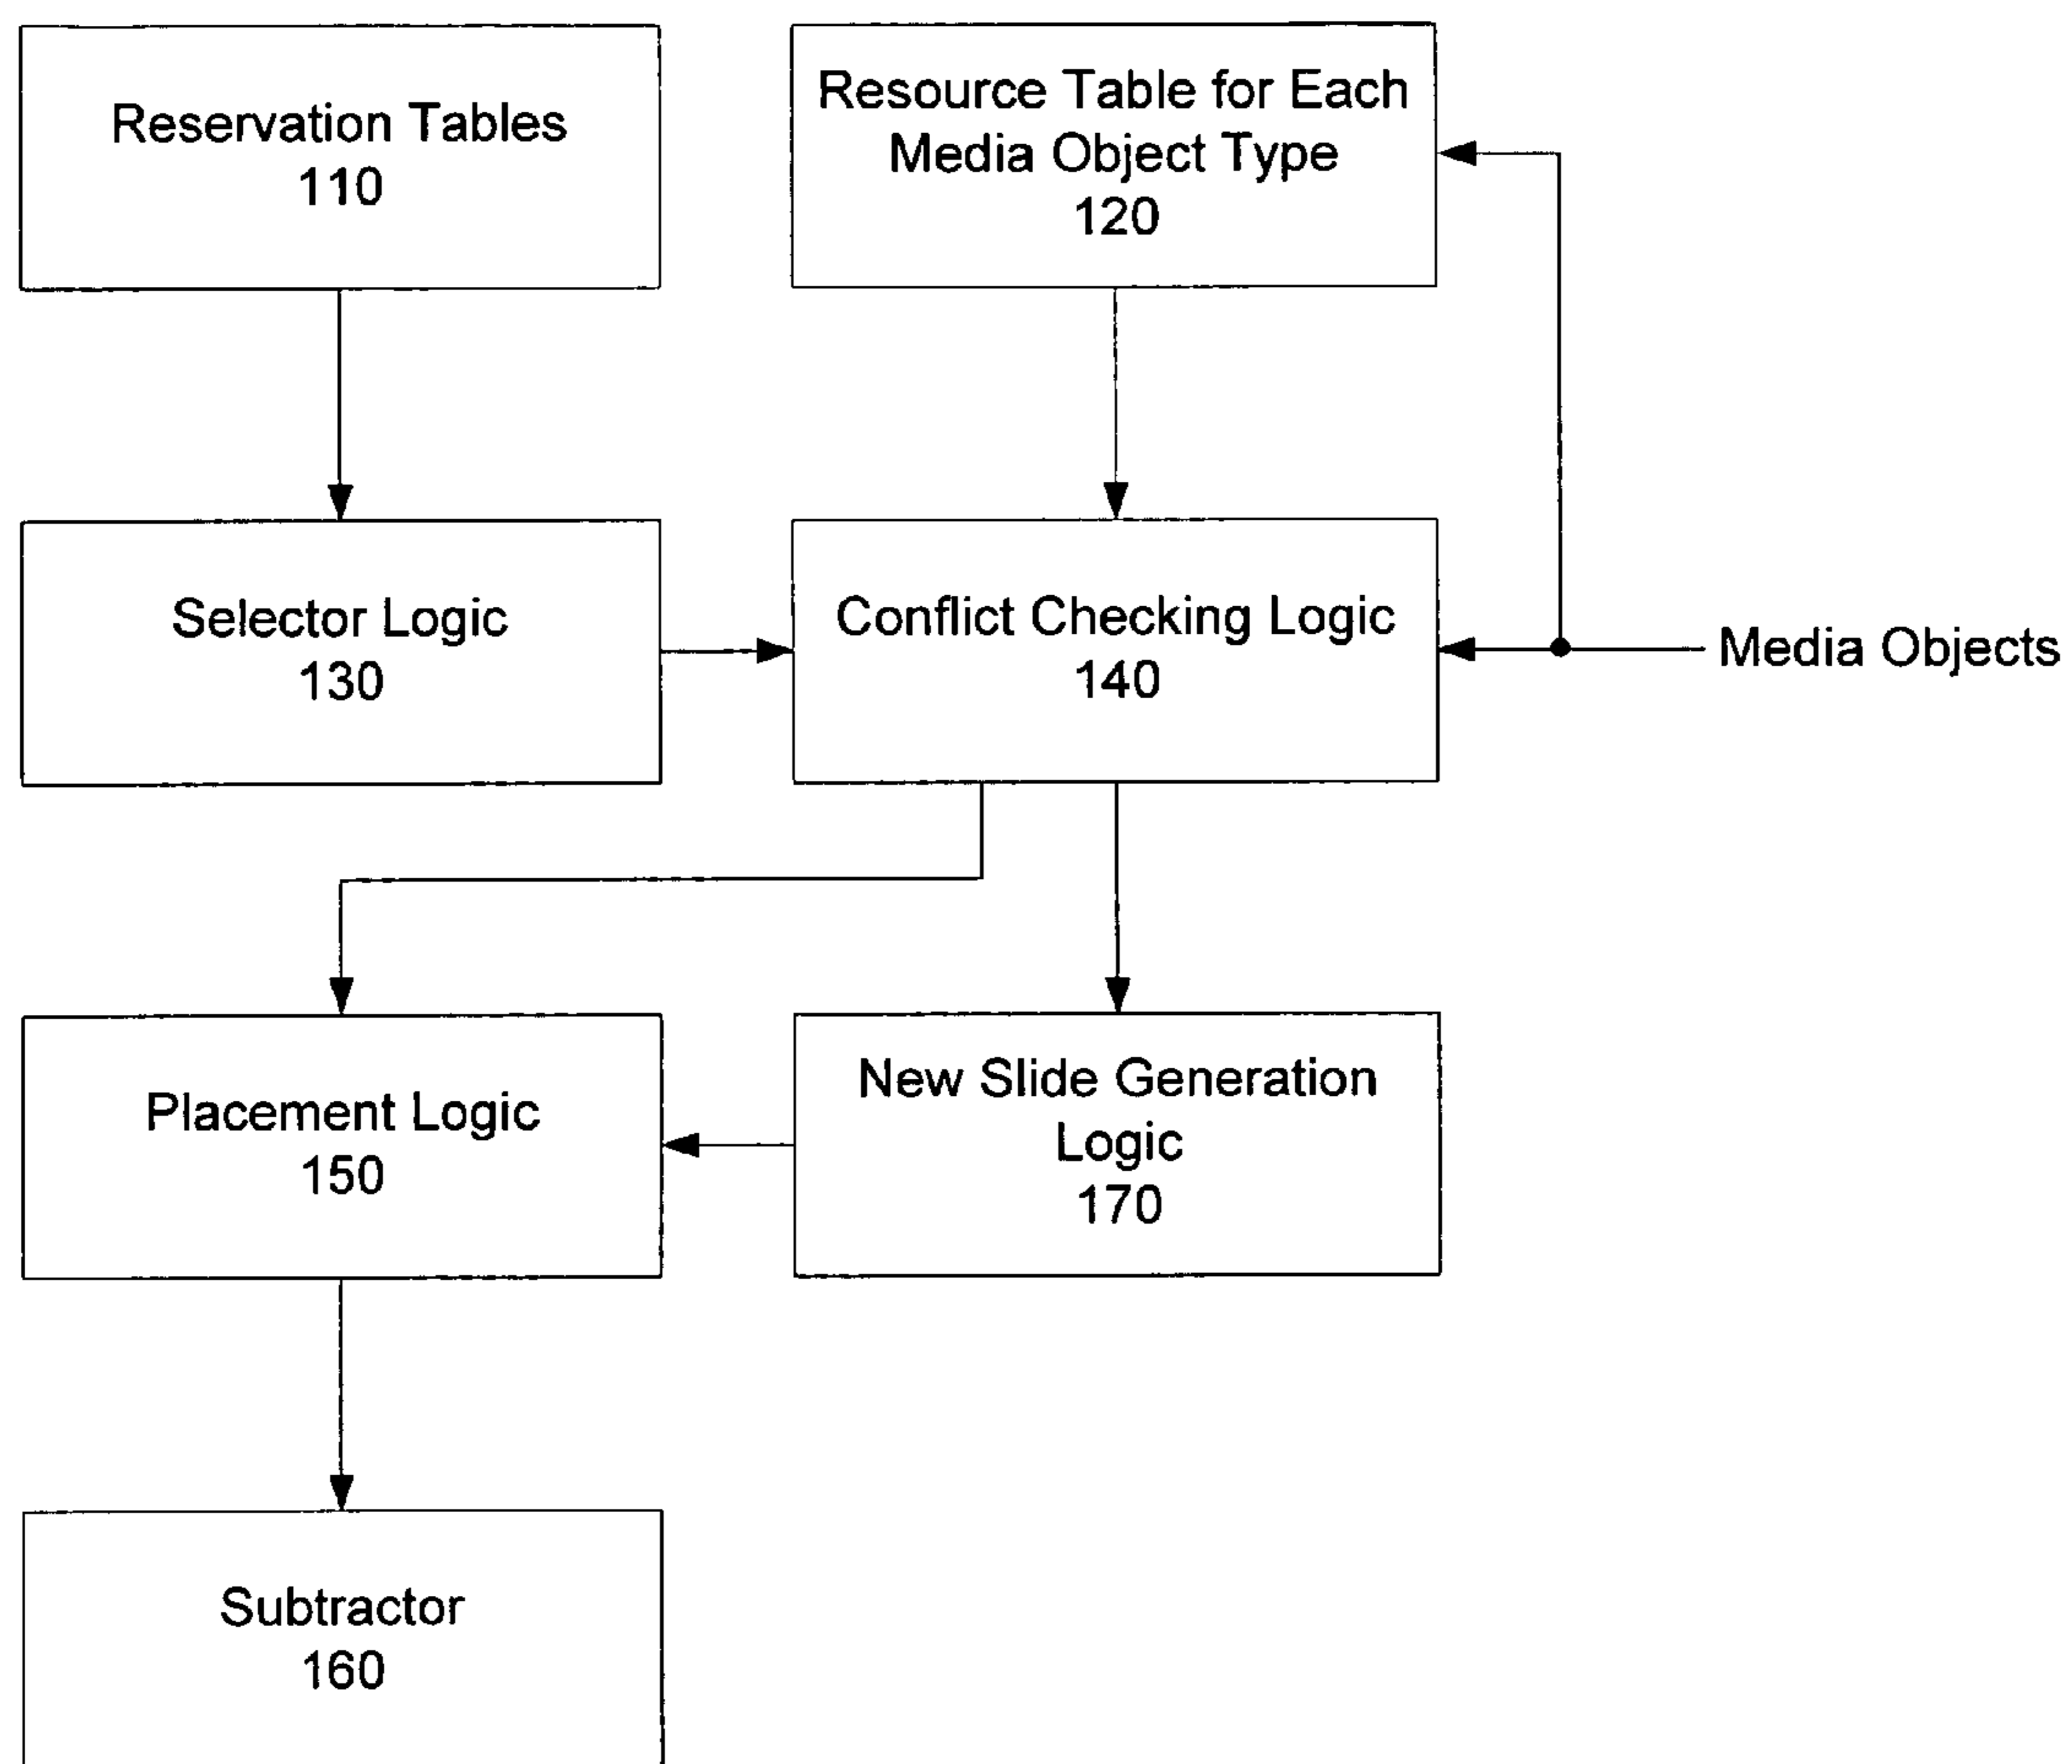 Reservation Tables
110
Resource Table for Each
Media Object Type
120
Selector Logic
130
Conflict Checking Logic
140
Media Objects
Placement Logic
150
New Slide Generation
Logic
170
Subtractor
160